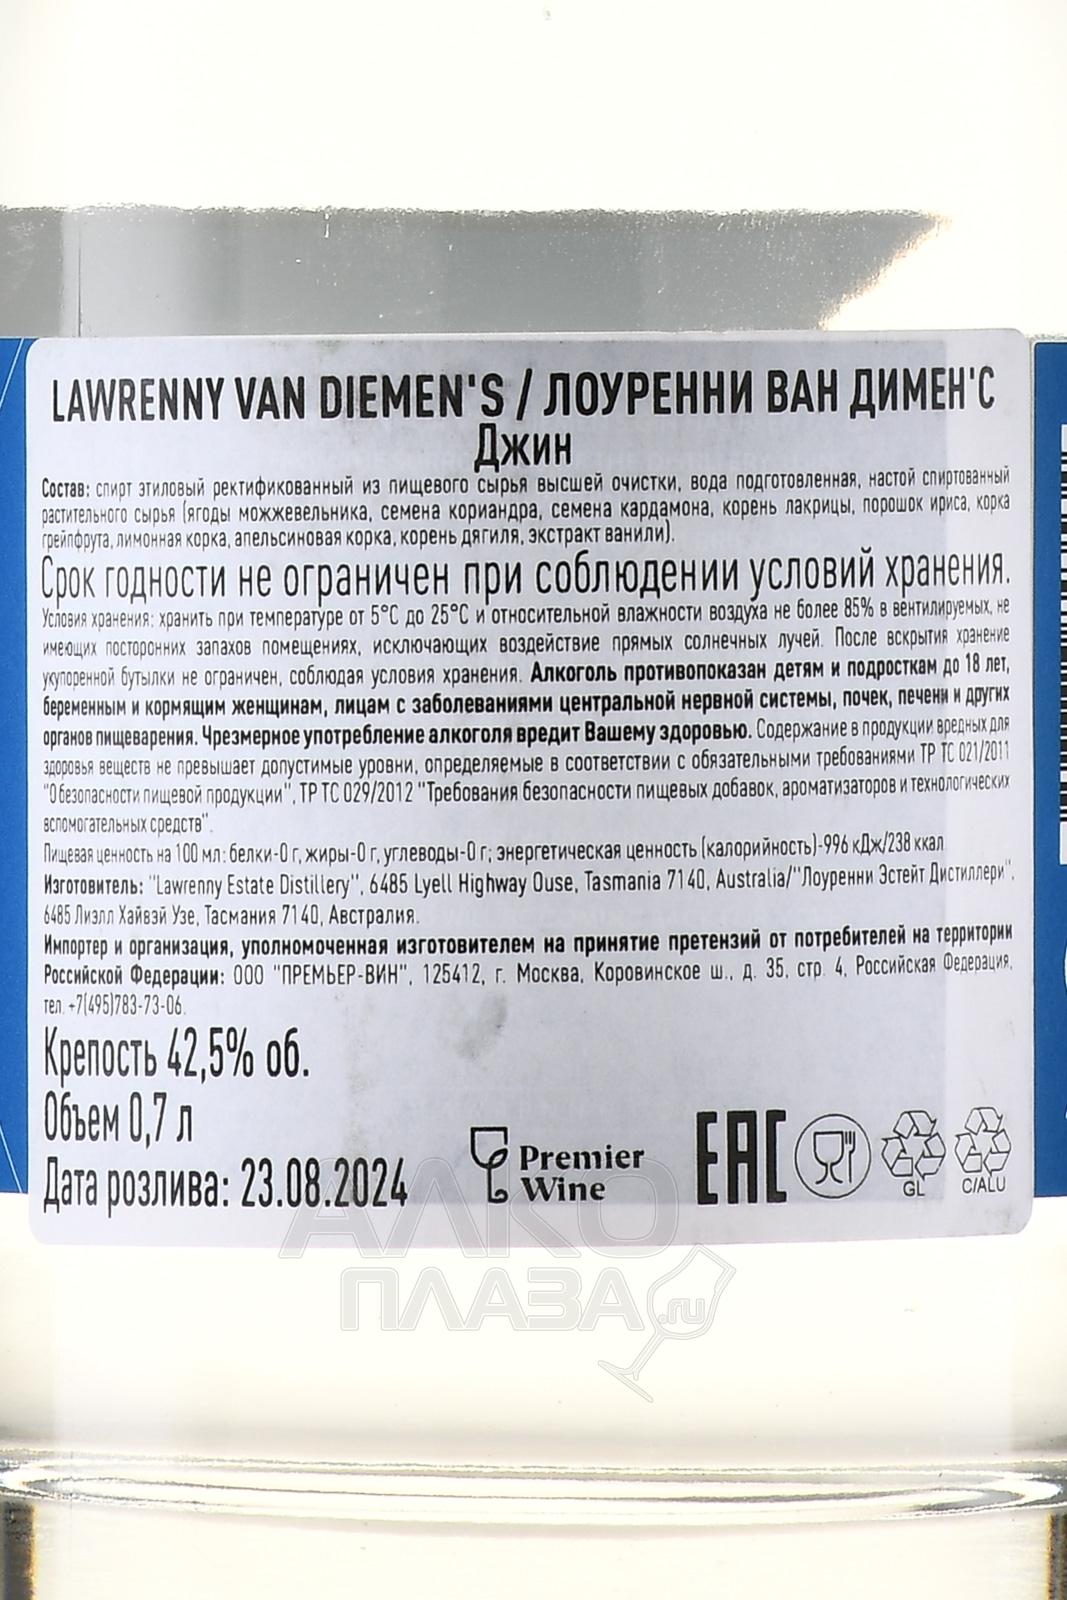 LAWRENNY VAN DIEMEN'S / ЛОУРЕННИ ВАН ДИМЕН'С
Джин
Состав: спирт этиловый ректификованный из пищевого сырья высшей очистки, вода подготовленная, настой спиртованный
растительного сырья (ягоды можжевельника, семена кориандра, семена кардамона, корень лакрицы, порошок ириса, корка
грейпфрута, лимонная корка, апельсиновая корка, корень дягиля, экстракт ванили).
Срок годности не ограничен при соблюдении условий хранения.
Условия хранения: хранить при температуре от 5°С до 25°С и относительной влажности воздуха не более 85% в вентилируемых, не
имеющих посторонних запахов помещениях, исключающих воздействие прямых солнечных лучей. После вскрытия хранение
укупоренной бутылки не ограничен, соблюдая условия хранения. Алкоголь противопоказан детям и подросткам до 18 лет,
беременным и кормящим женщинам, лицам с заболеваниями центральной нервной системы, почек, печени и других
органов пищеварения. Чрезмерное употребление алкоголя вредит Вашему здоровью. Содержание в продукции вредных для
здоровья веществ не превышает допустимые уровни, определяемые в соответствии с обязательными требованиями ТР ТС 021/2011
"О безопасности пищевой продукции", ТР ТС 029/2012 "Требования безопасности пищевых добавок, ароматизаторов и технологических
вспомогательных средств".
Пищевая ценность на 100 мл: белки-0 г, жиры-0 г, углеводы-0 г; энергетическая ценность (калорийность)-996 кДж/238 ккал
Изготовитель: "Lawrenny Estate Distillery", 6485 Lyell Highway Ouse, Tasmania 7140, Australia/"Лоуренни Эстейт Дистиллери",
6485 Лиэлл Хайвэй Узе, Тасмания 7140, Австралия.
Импортер и организация, уполномоченная изготовителем на принятие претензий от потребителей на территории
Российской Федерации: ООО "ПРЕМЬЕР-ВИН", 125412, г. Москва, Коровинское ш., д. 35, стр. 4, Российская Федерация,
тел. +7(495)783-73-06.
Крепость 42,5% об.
Объем 0,7 л
Дата розлива: 23.08.2024
Premier
Wine
EAC
GL
C/ALU
АЛКО
ПЛАЗА
.ru